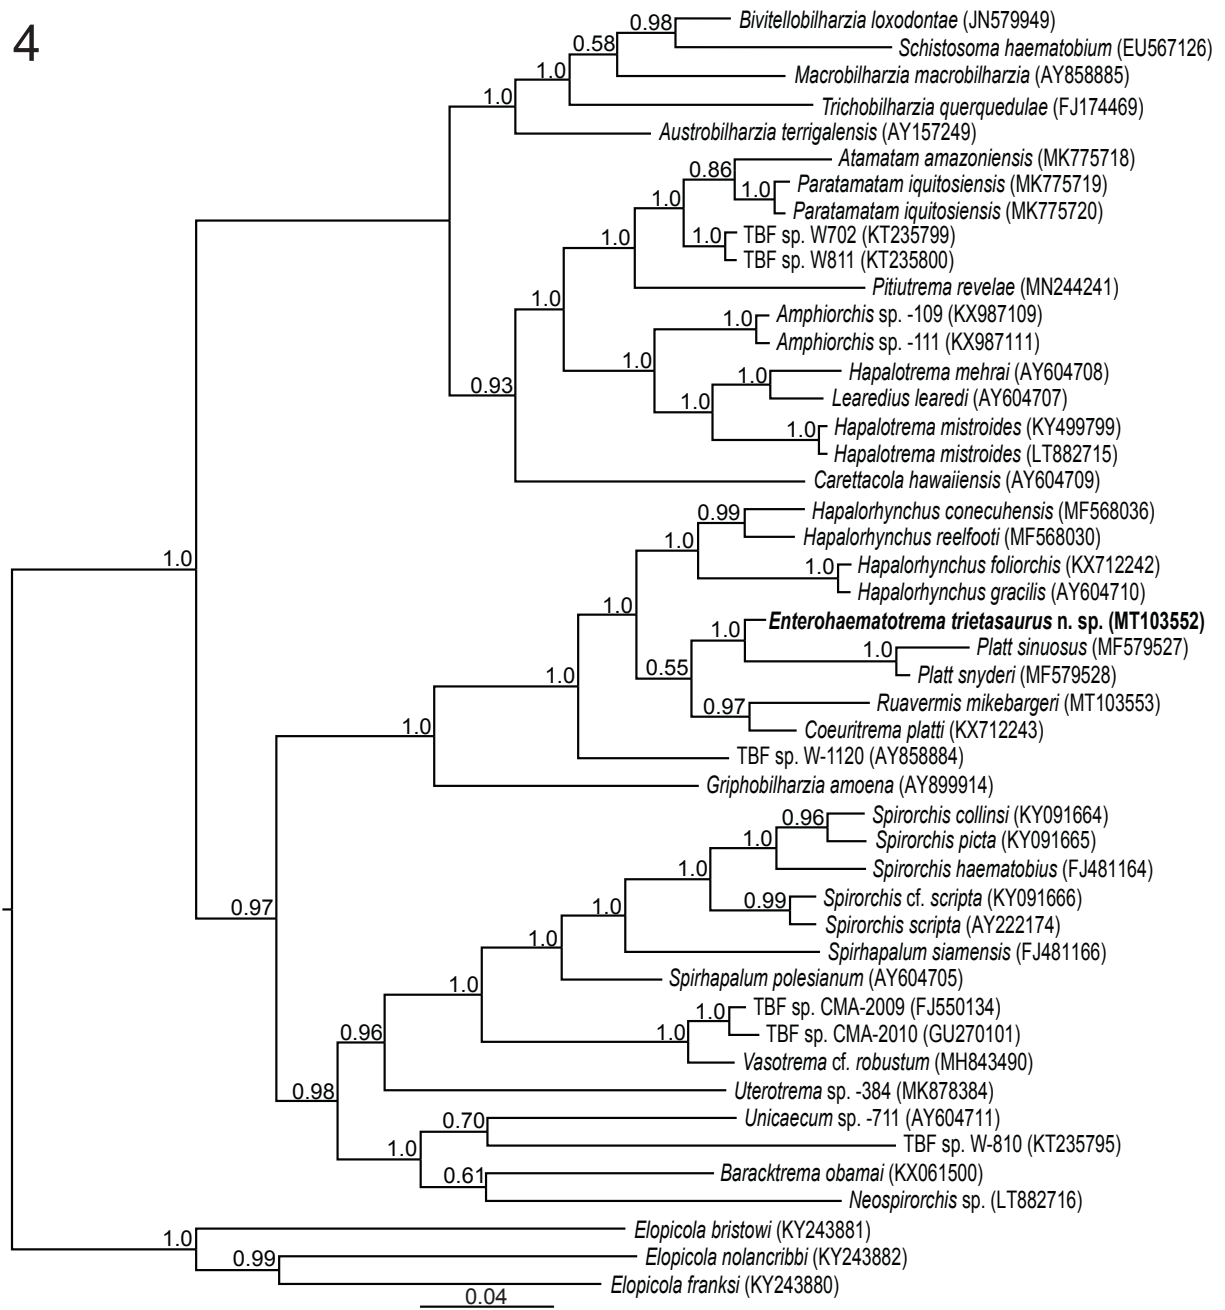 4
0.98
Bivitellobilharzia loxodontae (JN579949)
0.58
Schistosoma haematobium (EU567126)
1.0
Macrobilharzia macrobilharzia (AY858885)
1.0
Trichobilharzia querquedulae (FJ174469)
Austrobilharzia terrigalensis (AY157249)
0.86
Atamatam amazoniensis (MK775718)
1.0
Paratamatam iquitosiensis (MK775719)
1.0
Paratamatam iquitosiensis (MK775720)
1.0
1.0
TBF sp. W702 (KT235799)
TBF sp. W811 (KT235800)
Pitiutrema revelae (MN244241)
1.0
1.0
Amphiorchis sp. -109 (KX987109)
Amphiorchis sp. -111 (KX987111)
1.0
1.0
Hapalotrema mehrai (AY604708)
0.93
1.0
Learedius learedi (AY604707)
1.0
Hapalotrema mistroides (KY499799)
Hapalotrema mistroides (LT882715)
Carettacola hawaiiensis (AY604709)
0.99
Hapalorhynchus conecuhensis (MF568036)
1.0
Hapalorhynchus reelfooti (MF568030)
1.0
1.0
Hapalorhynchus foliorchis (KX712242)
Hapalorhynchus gracilis (AY604710)
1.0
1.0
Enterohaematotrema trietasaurus n. sp. (MT103552)
1.0
Platt sinuosus (MF579527)
0.55
1.0
Platt snyderi (MF579528)
0.97
Ruavermis mikebargeri (MT103553)
1.0
Coeuritrema platti (KX712243)
TBF sp. W-1120 (AY858884)
Griphobilharzia amoena (AY899914)
0.96
Spirorchis collinsi (KY091664)
1.0
Spirorchis picta (KY091665)
1.0
Spirorchis haematobius (FJ481164)
0.97
1.0
0.99
Spirorchis cf. scripta (KY091666)
Spirorchis scripta (AY222174)
1.0
Spirhapalum siamensis (FJ481166)
1.0
Spirhapalum polesianum (AY604705)
0.96
1.0
1.0
TBF sp. CMA-2009 (FJ550134)
TBF sp. CMA-2010 (GU270101)
Vasotrema cf. robustum (MH843490)
0.98
Uterotrema sp. -384 (MK878384)
0.70
Unicaecum sp. -711 (AY604711)
1.0
TBF sp. W-810 (KT235795)
0.61
Baracktrema obamai (KX061500)
Neospirorchis sp. (LT882716)
1.0
Elopicola bristowi (KY243881)
0.99
Elopicola nolancribbi (KY243882)
Elopicola franksi (KY243880)
0.04